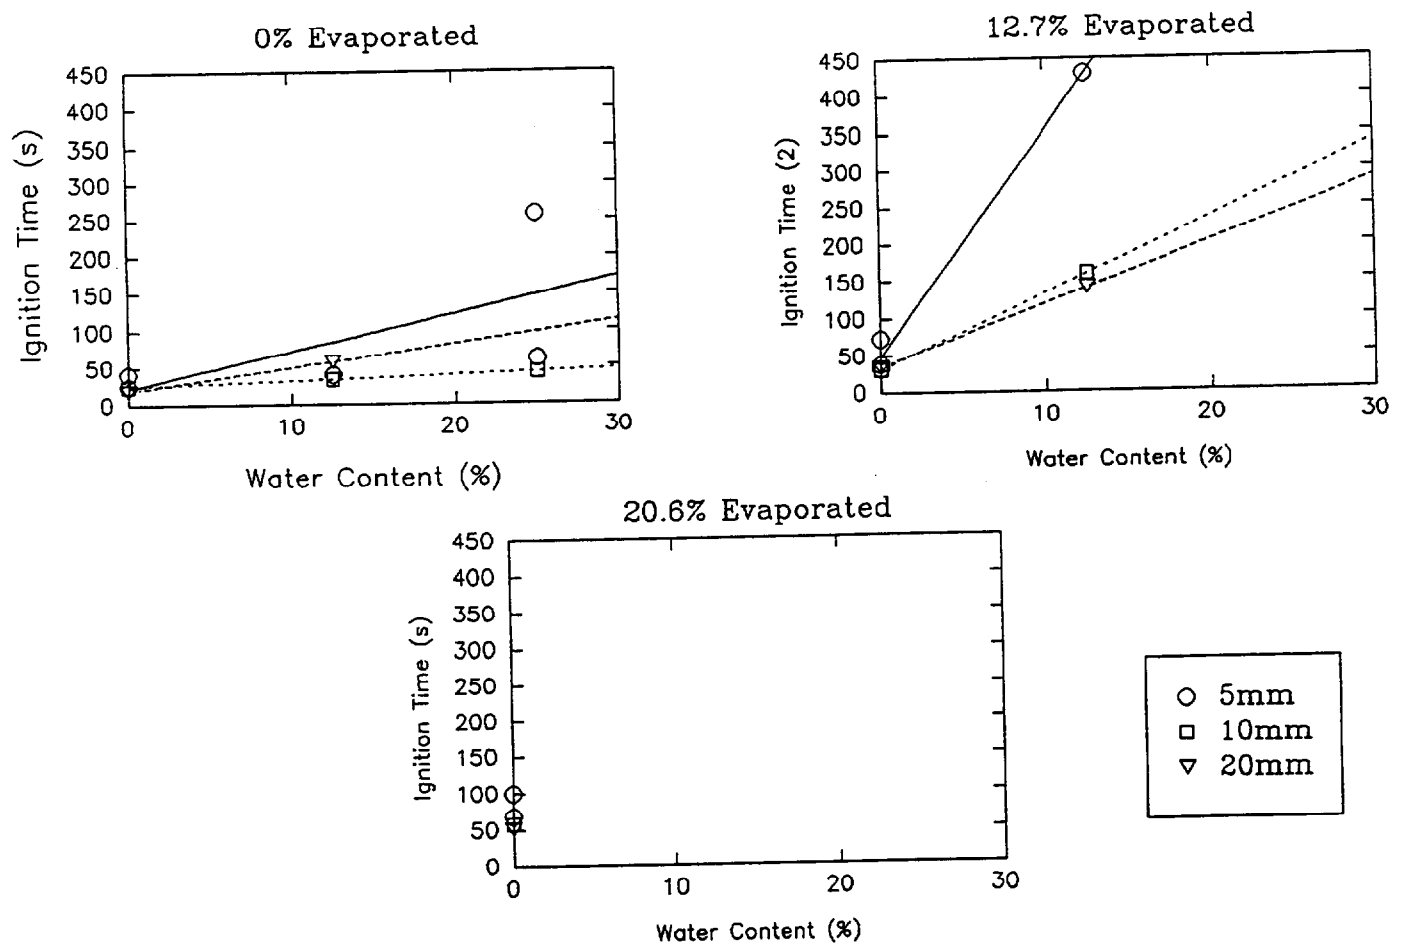 0% Evaporated
450
400
350
300
250
200
150
100
50
0
0 10 20 30
Ignition Time (s)
Water Content (%)
12.7% Evaporated
450
400
350
300
250
200
150
100
50
0
0 10 20 30
Ignition Time (2)
Water Content (%)
20.6% Evaporated
450
400
350
300
250
200
150
100
50
0
0 10 20 30
Ignition Time (s)
Water Content (%)
5mm
10mm
20mm